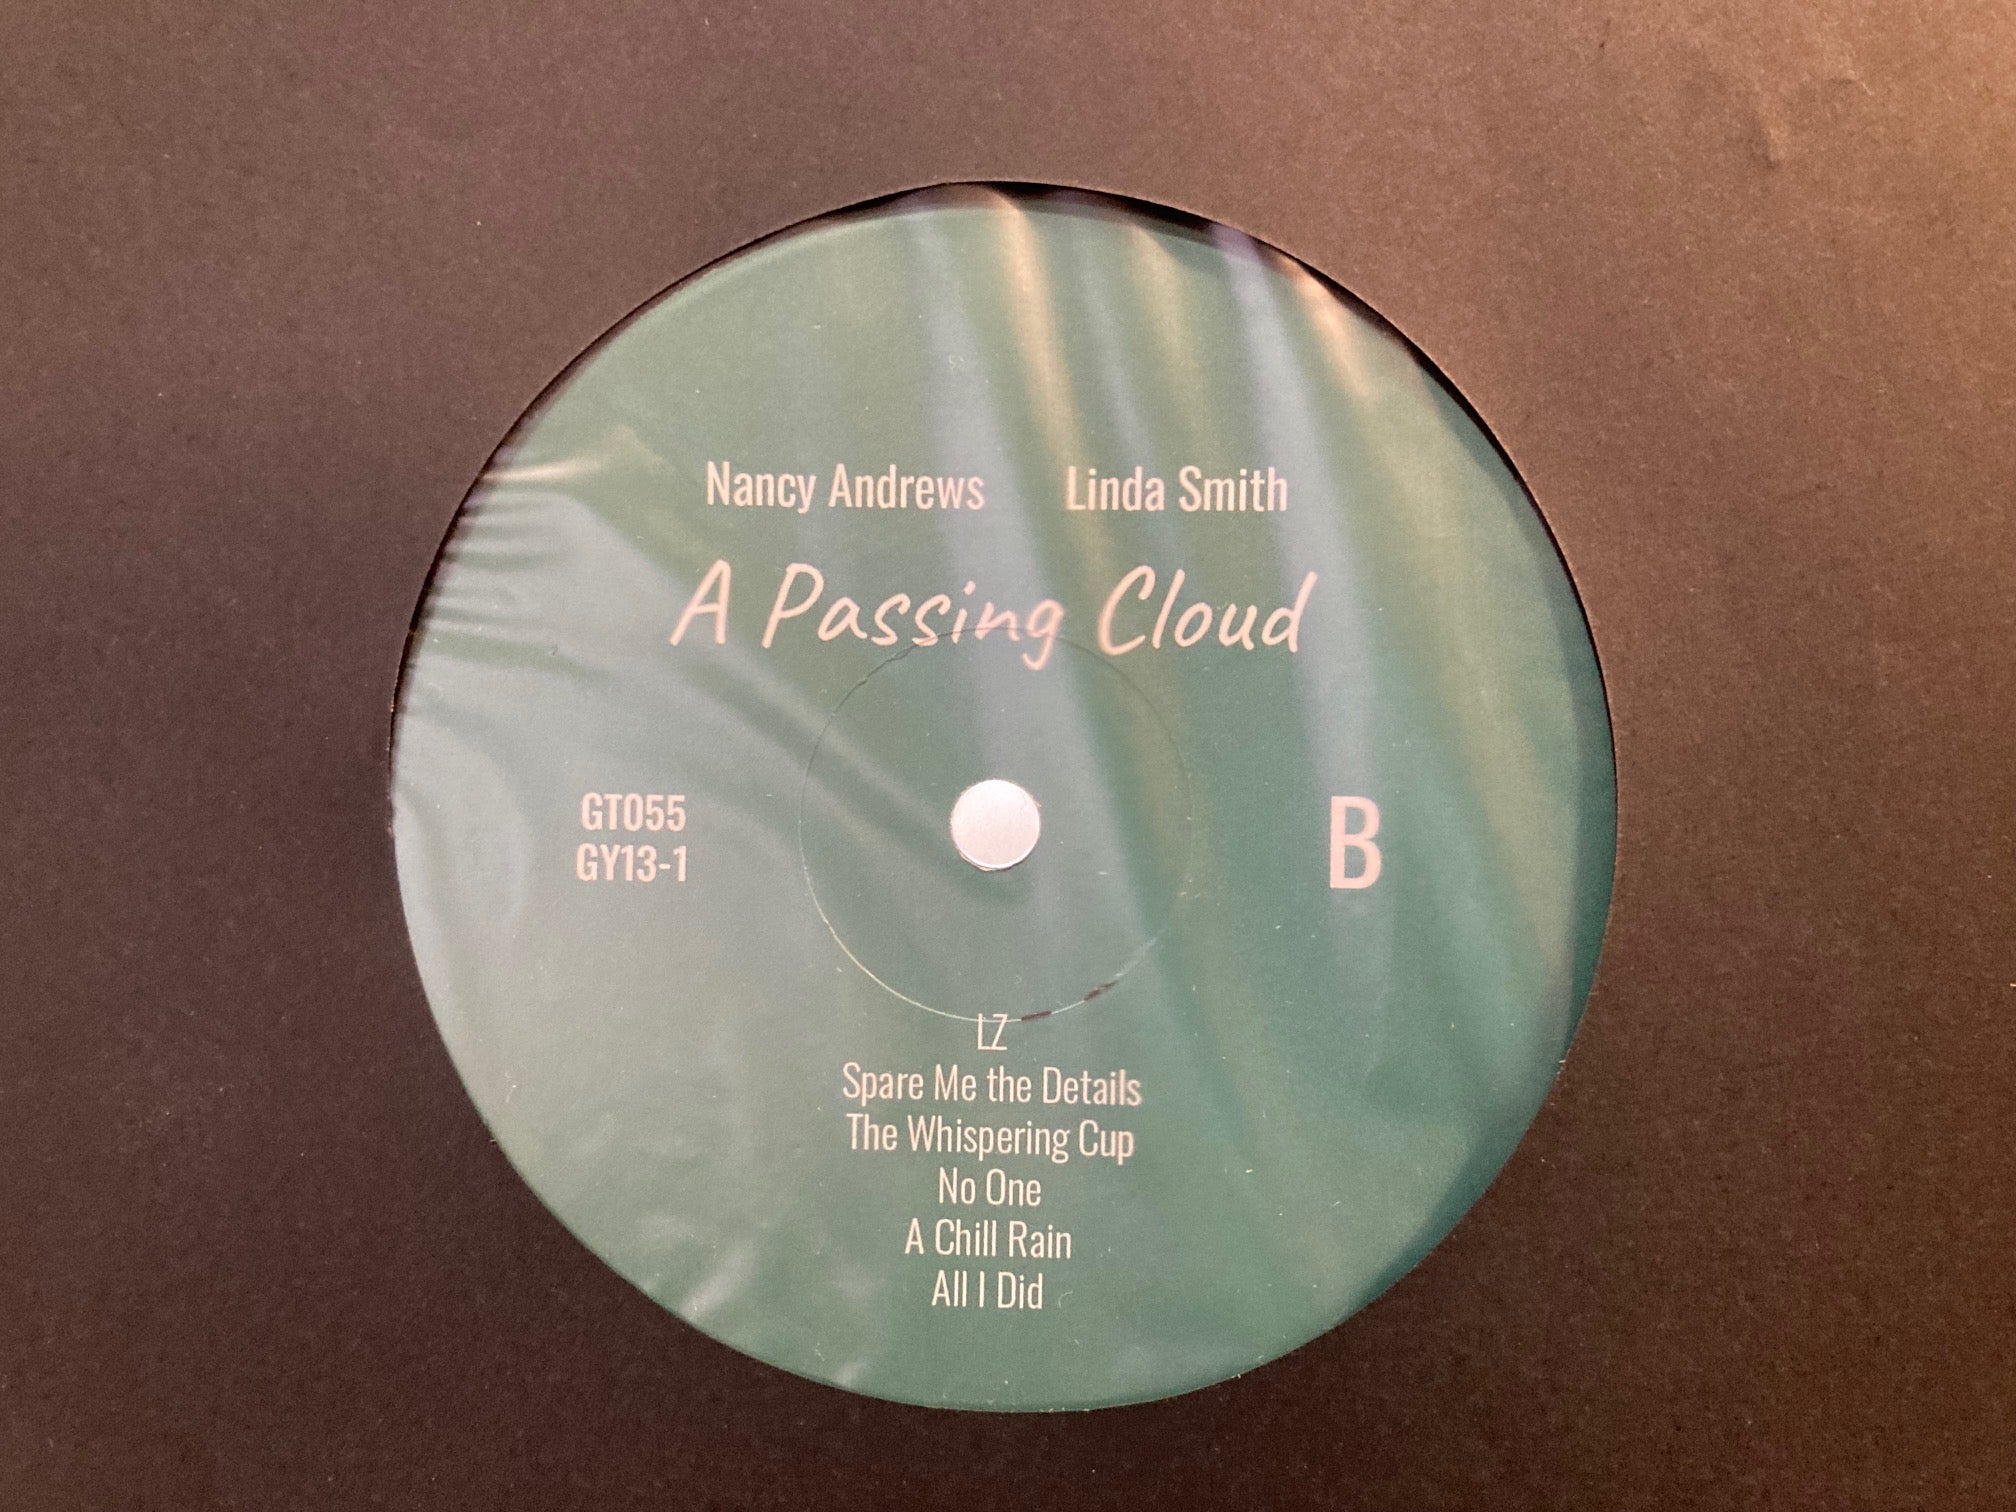 Nancy Andrews Linda Smith
A Passing Cloud
GT055
GY13-1
B
LZ
Spare Me the Details
The Whispering Cup
No One
A Chill Rain
All I Did